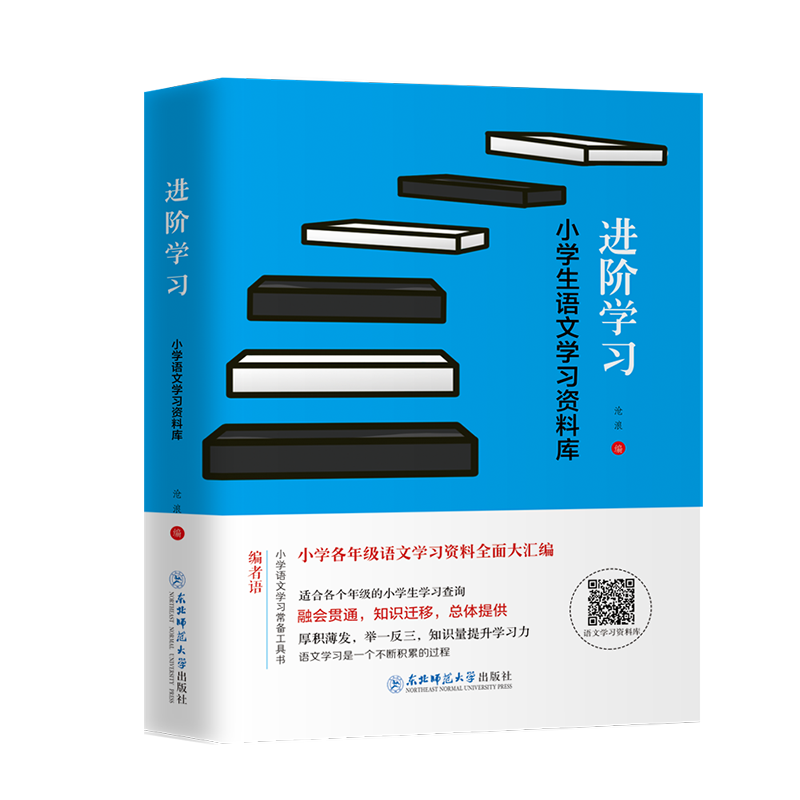 进阶学习
小学语文学习资料库
沧浪
编
东北师范大学出版社
NORTHEAST NORMAL UNIVERSITY PRESS
进阶学习
小学生语文学习资料库
沧浪
编
编者语
小学语文学习常备工具书
小学各年级语文学习资料全面大汇编
适合各个年级的小学生学习查询
融会贯通，知识迁移，总体提供
厚积薄发，举一反三，知识量提升学习力
语文学习是一个不断积累的过程
语文学习资料库
东北师范大学出版社
NORTHEAST NORMAL UNIVERSITY PRESS